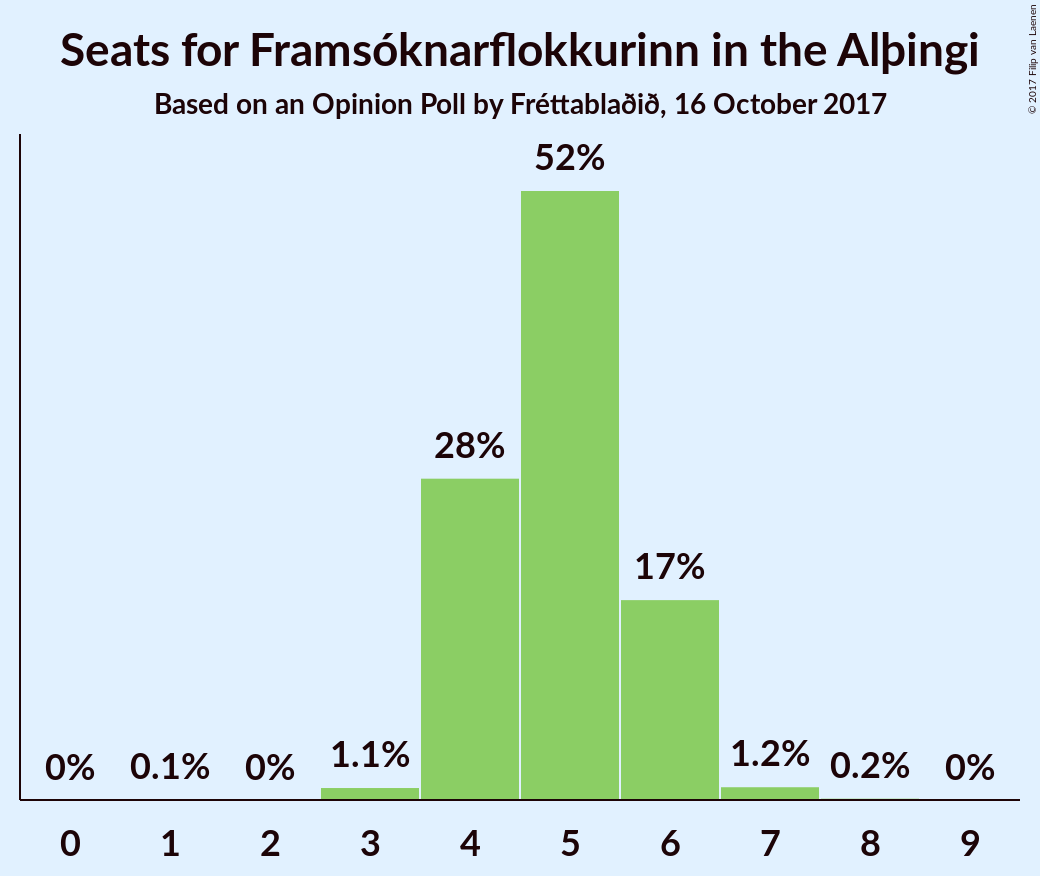 Seats for Framsóknarflokkurinn in the Alþingi
Based on an Opinion Poll by Fréttablaðið, 16 October 2017
© 2017 Filip van Laenen
52%
28%
17%
0% 0.1% 0% 1.1% 1.2% 0.2% 0%
0 1 2 3 4 5 6 7 8 9